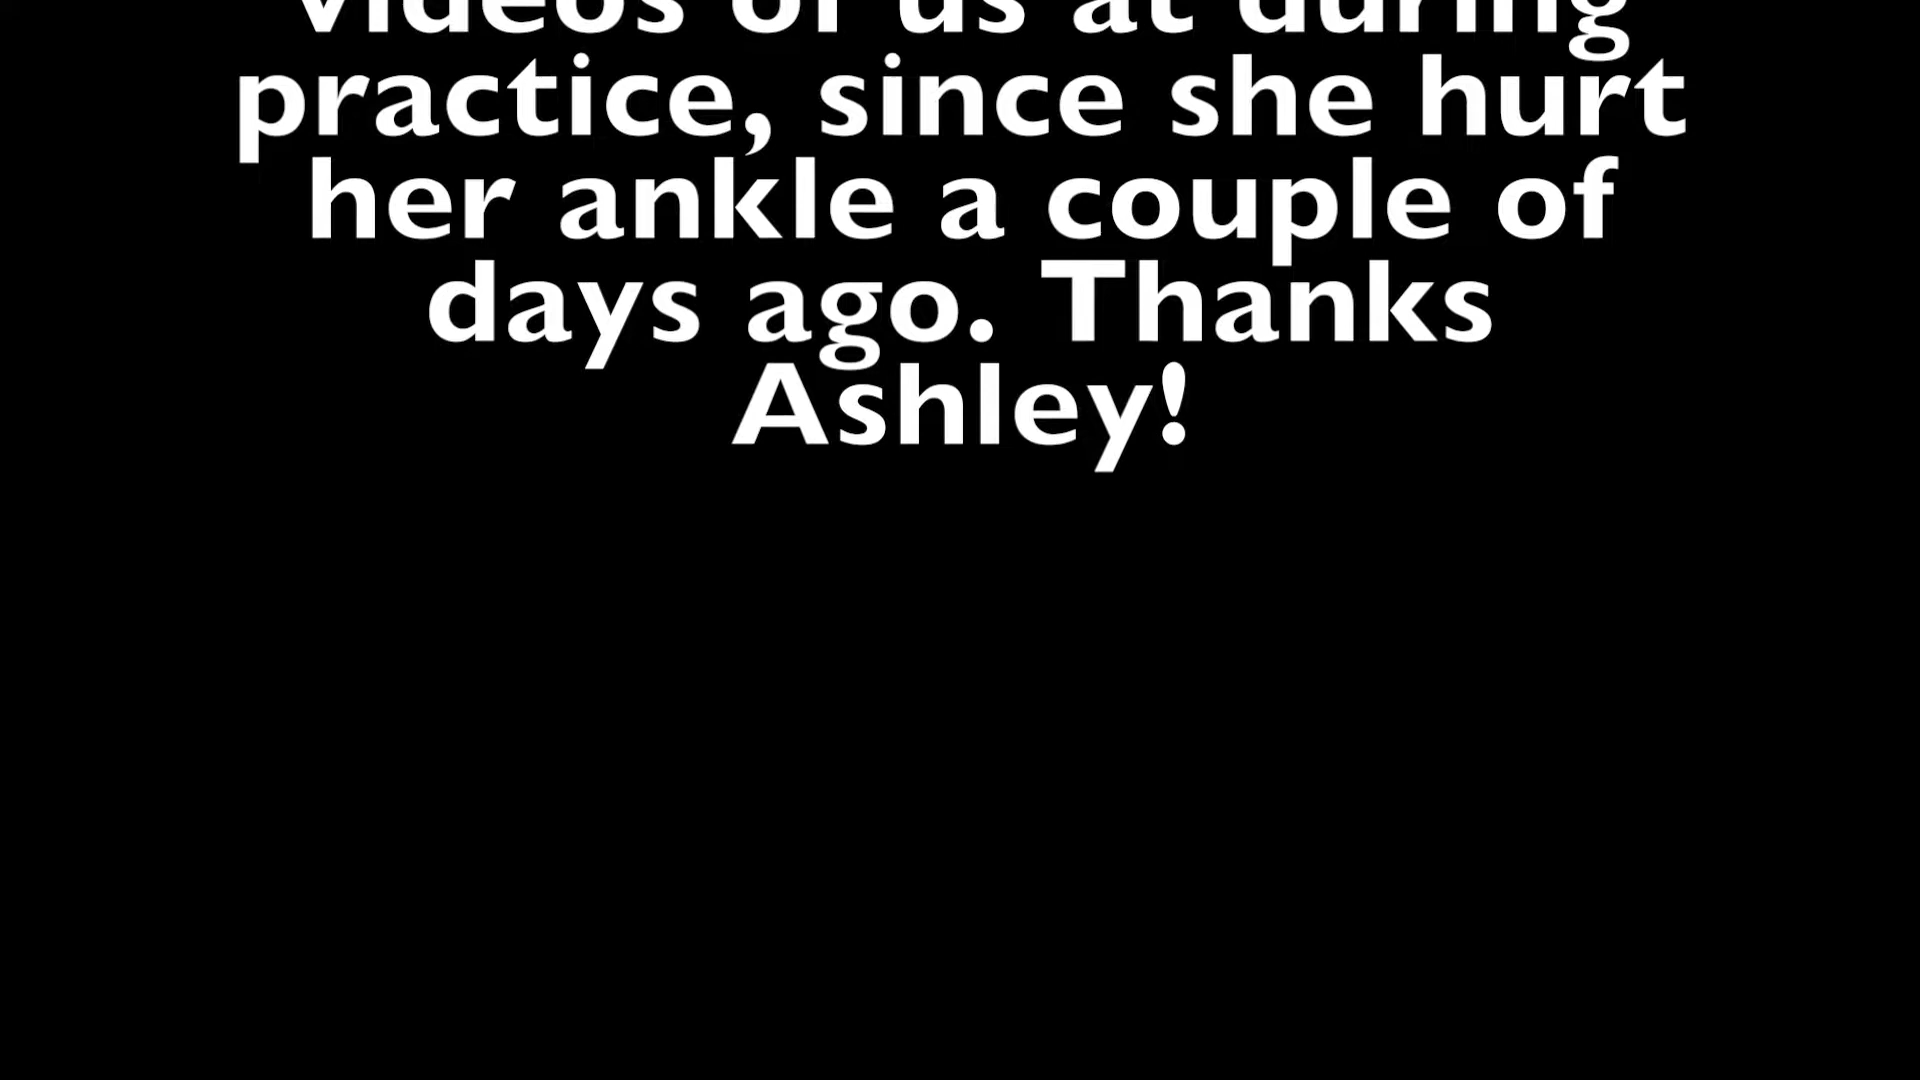 videos of us at during
practice, since she hurt
her ankle a couple of
days ago. Thanks
Ashley!